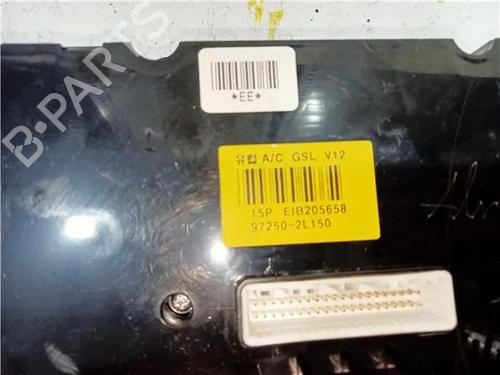 *EE*
유럽 A/C GSL V12
15P EIB205658
97250-2L150
B-PARTS